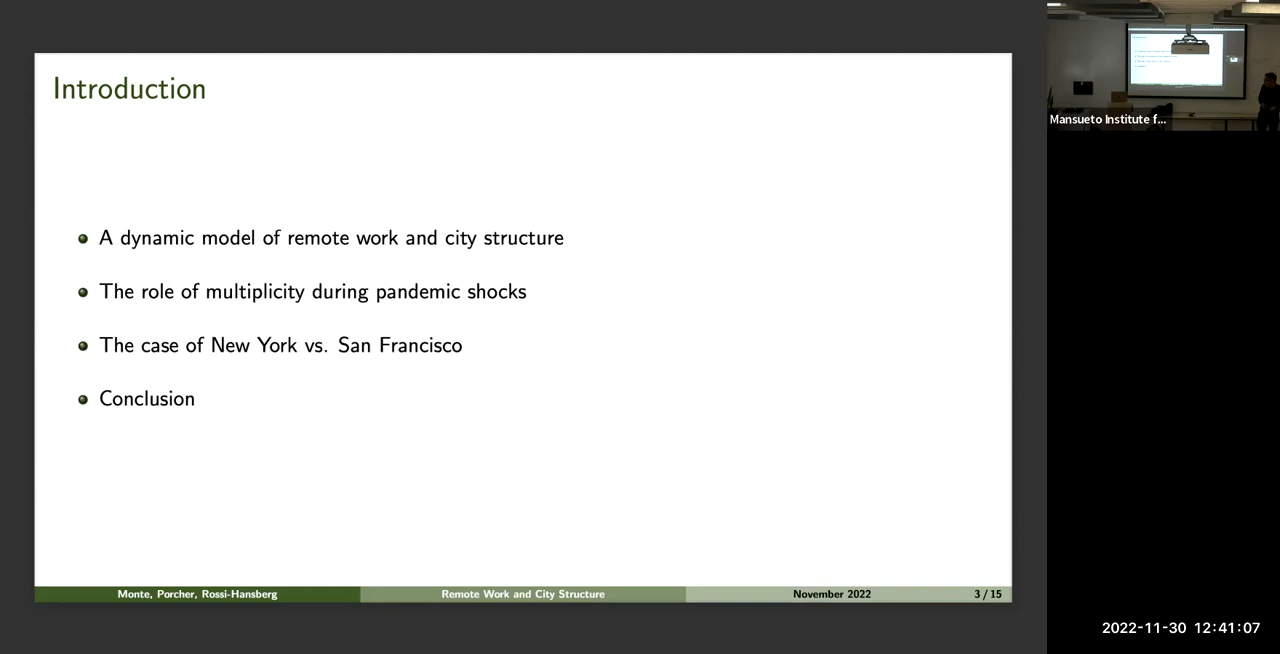 Introduction
A dynamic model of remote work and city structure
The role of multiplicity during pandemic shocks
The case of New York vs. San Francisco
Conclusion
Monte, Porcher, Rossi-Hansberg
Remote Work and City Structure
November 2022
3 / 15
Mansueto Institute f...
2022-11-30 12:41:07